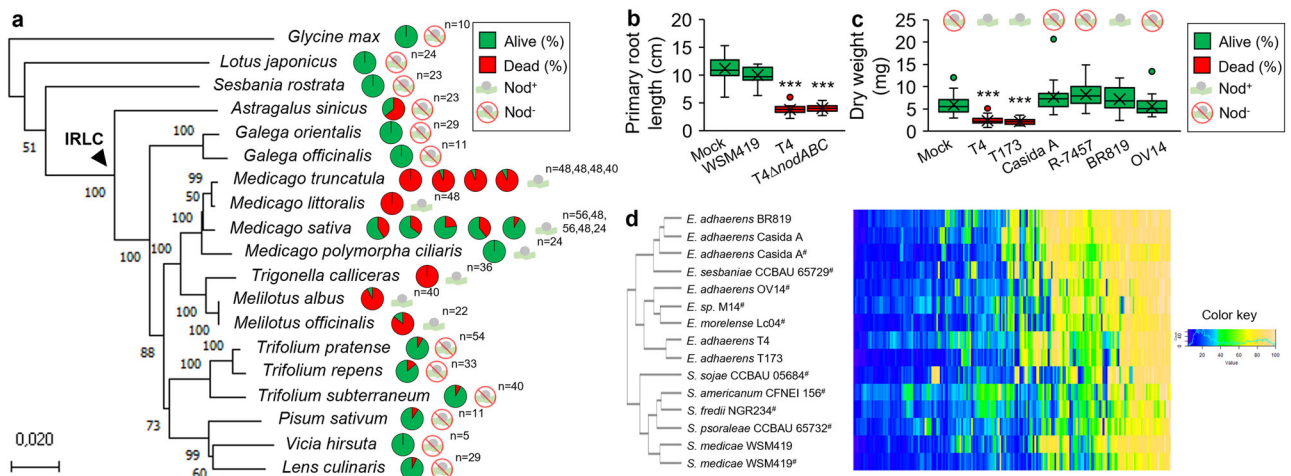 a
Glycine max n=10
Lotus japonicus n=24
Sesbania rostrata n=23
Astragalus sinicus n=23
Galega orientalis n=29
Galega officinalis n=11
Medicago truncatula n=48,48,48,40
Medicago littoralis n=48
Medicago sativa n=56,48,
56,48,24
Medicago polymorpha ciliaris n=24
Trigonella calliceras n=36
Melilotus albus n=40
Melilotus officinalis n=22
Trifolium pratense n=54
Trifolium repens n=33
Trifolium subterraneum n=40
Pisum sativum n=11
Vicia hirsuta n=5
Lens culinaris n=29
IRLC
51
100
100
100
99
50
100
100
100
100
88
100
100
73
99
60
0,020
Alive (%)
Dead (%)
Nod+
Nod-
b
Primary root
length (cm)
20
15
10
5
0
*** ***
Mock
WSM419
T4
T4ΔnodABC
c
Dry weight
(mg)
25
20
15
10
5
0
*** ***
Mock
T4
T173
Casida A
R-7457
BR819
OV14
Alive (%)
Dead (%)
Nod+
Nod-
d
E. adhaerens BR819
E. adhaerens Casida A
E. adhaerens Casida A#
E. sesbaniae CCBAU 65729#
E. adhaerens OV14#
E. sp. M14#
E. morelense Lc04#
E. adhaerens T4
E. adhaerens T173
S. sojae CCBAU 05684#
S. americanum CFNEI 156#
S. fredii NGR234#
S. psoraleae CCBAU 65732#
S. medicae WSM419
S. medicae WSM419#
Color key
0 20 40 60 80 100
Value